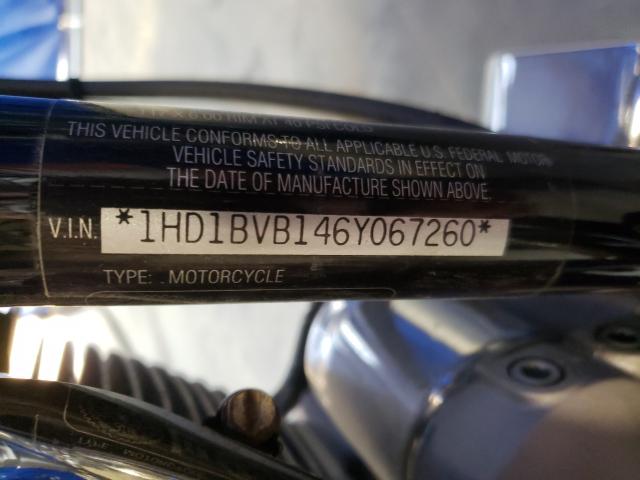 THIS VEHICLE CONFORMS TO ALL APPLICABLE U.S. FEDERAL MOTOR
VEHICLE SAFETY STANDARDS IN EFFECT ON
THE DATE OF MANUFACTURE SHOWN ABOVE.
V.I.N. *1HD1BVB146Y067260*
TYPE: MOTORCYCLE